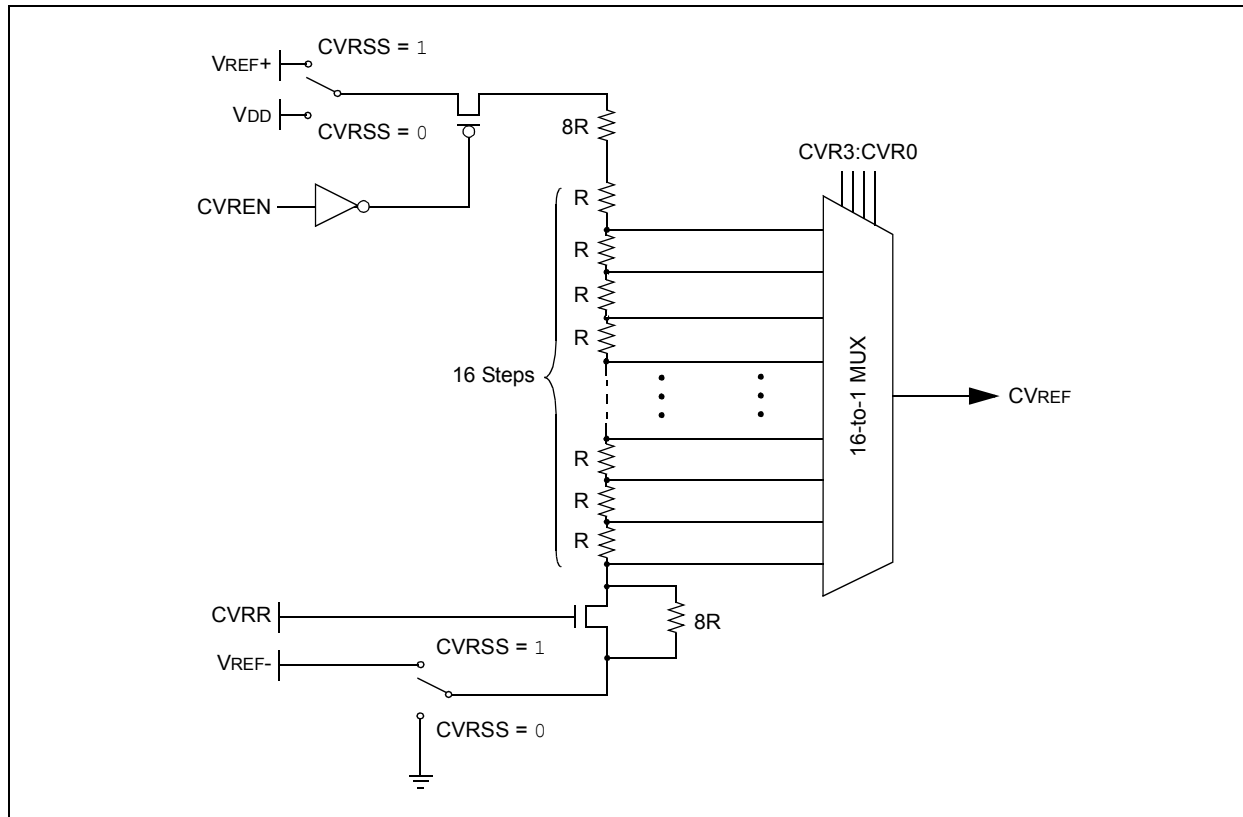 CVRSS = 1
VREF+
VDD
CVRSS = 0
8R
CVR3:CVR0
CVREN
R
R
R
R
16 Steps
16-to-1 MUX
CVREF
R
R
R
CVRR
8R
CVRSS = 1
VREF-
CVRSS = 0